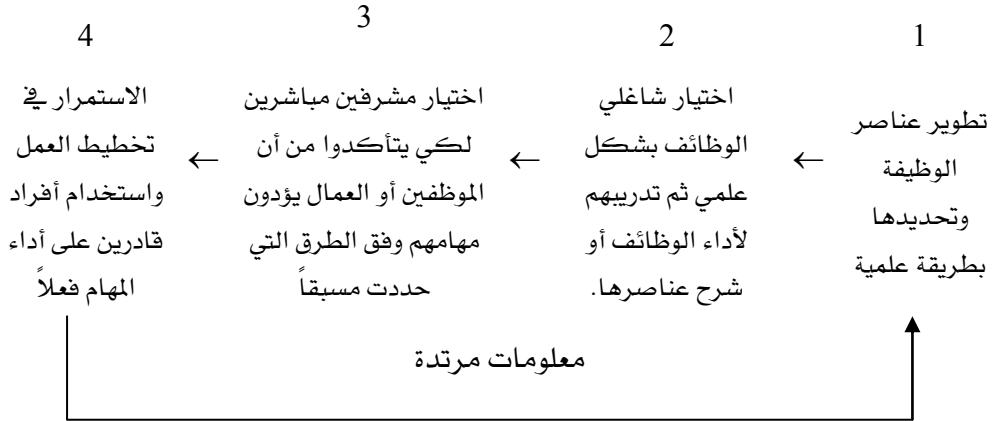 1
تطوير عناصر
الوظيفة
وتحديدها
بطريقة علمية
←
2
اختيار شاغلي
الوظائف بشكل
علمي ثم تدريبهم
لأداء الوظائف أو
شرح عناصرها.
←
3
اختيار مشرفين مباشرين
لكي يتأكدوا من أن
الموظفين أو العمال يؤدون
مهامهم وفق الطرق التي
حددت مسبقاً
←
4
الاستمرار في
تخطيط العمل
واستخدام أفراد
قادرين على أداء
المهام فعلاً
معلومات مرتدة